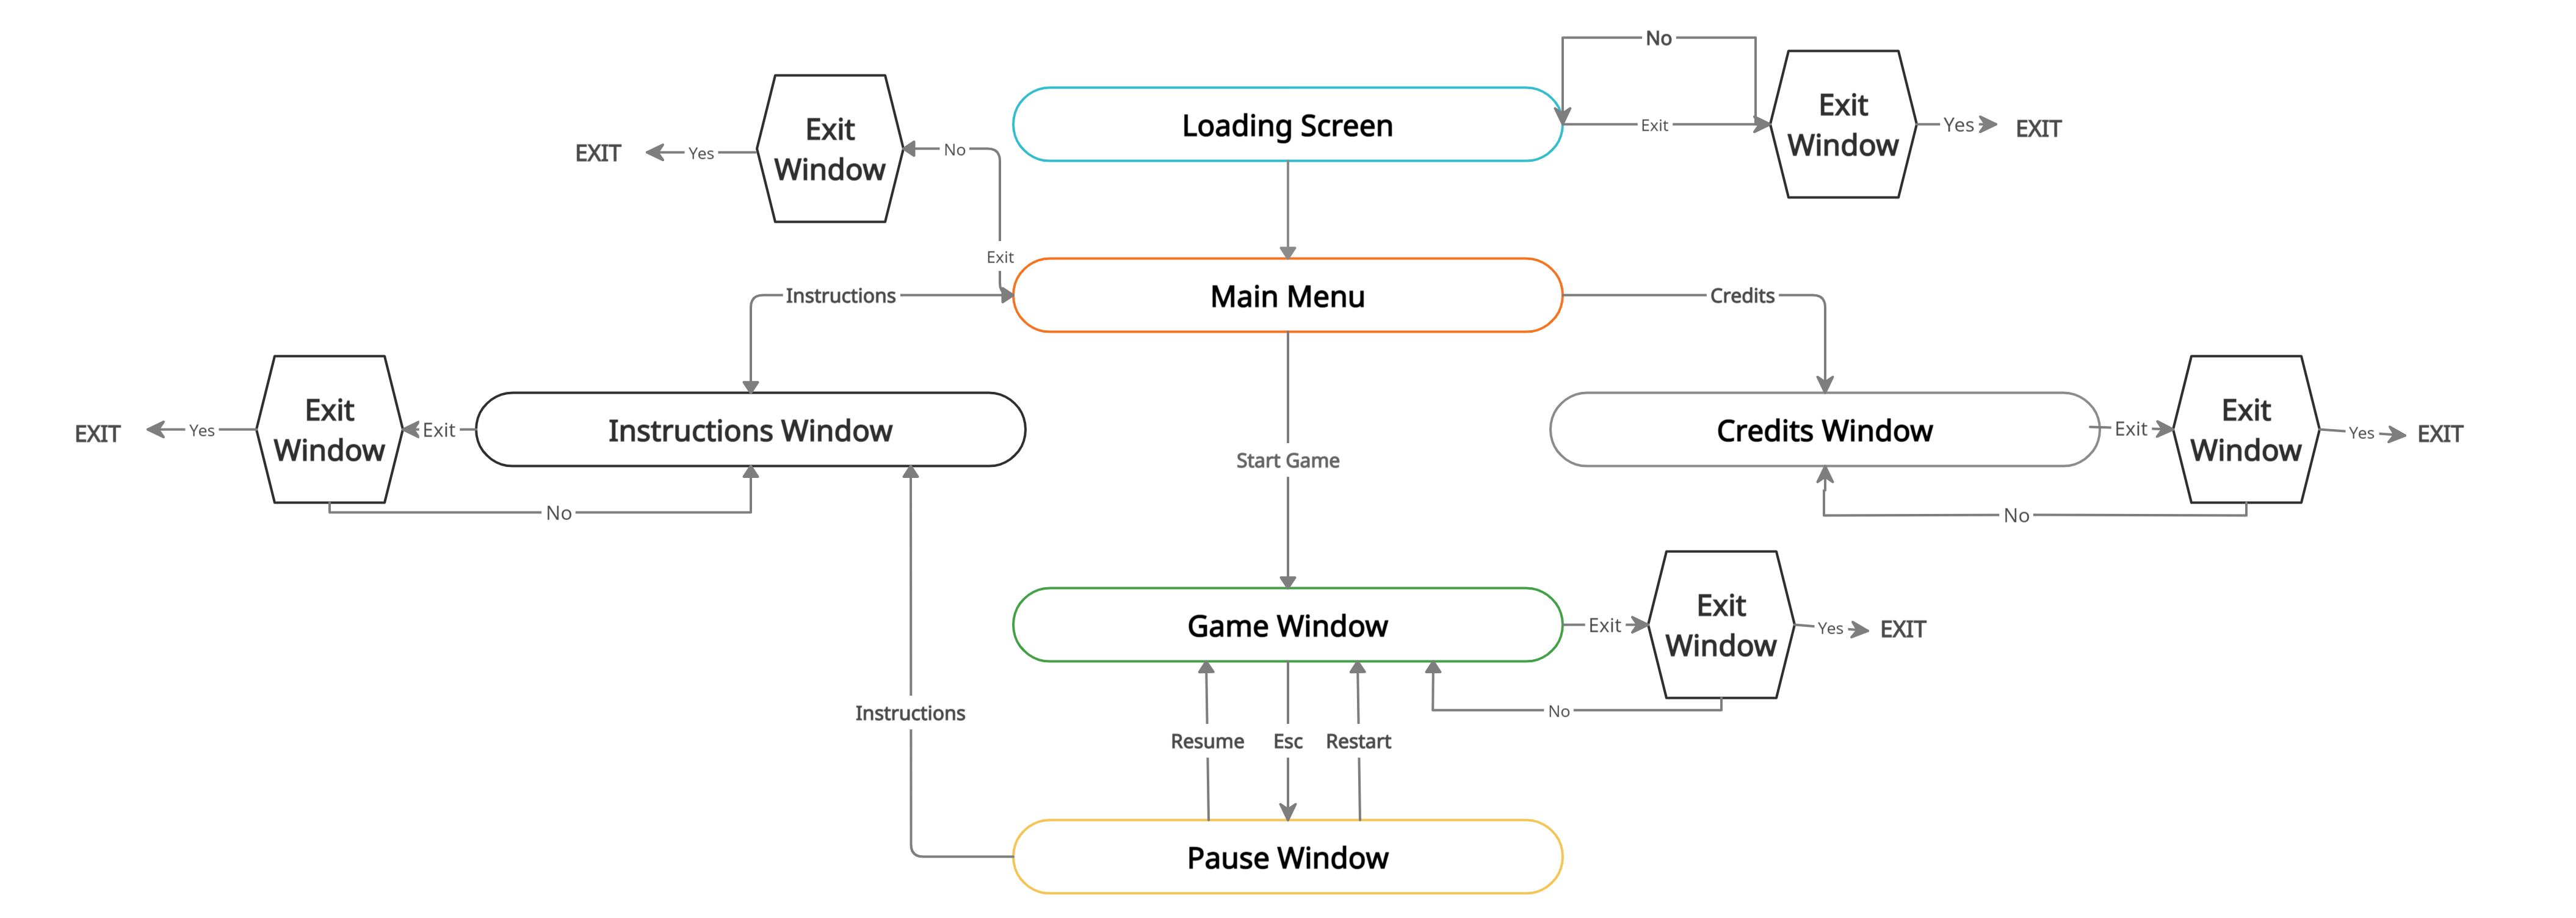 No
Exit
Window
Loading Screen
Exit
Exit
Window
Yes
EXIT
EXIT
Yes
No
Exit
Instructions
Main Menu
Credits
Exit
Window
Exit
Window
EXIT
Yes
Exit
Instructions Window
Credits Window
Exit
Yes
EXIT
Start Game
No
No
Exit
Window
Game Window
Exit
Yes
EXIT
Instructions
No
Resume
Esc
Restart
Pause Window